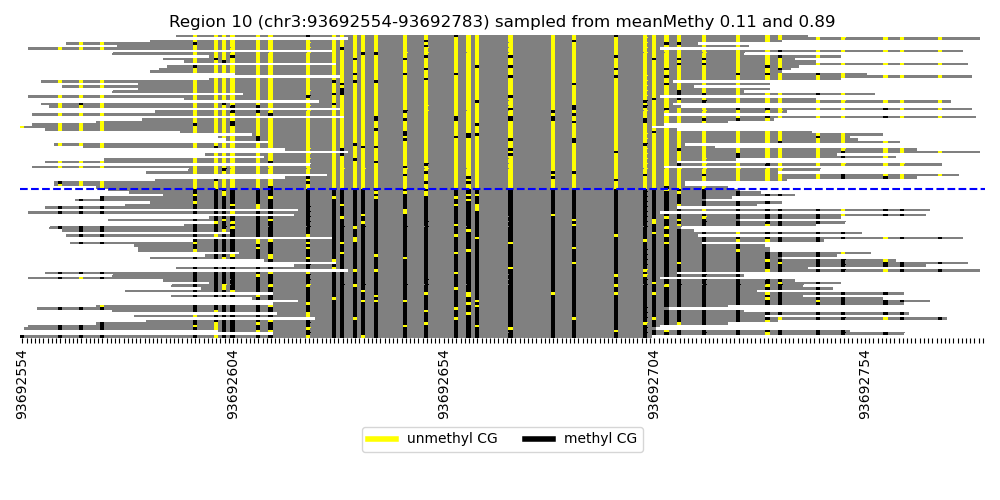 Region 10 (chr3:93692554-93692783) sampled from meanMethy 0.11 and 0.89
93692554
93692604
93692654
93692704
93692754
unmethyl CG
methyl CG